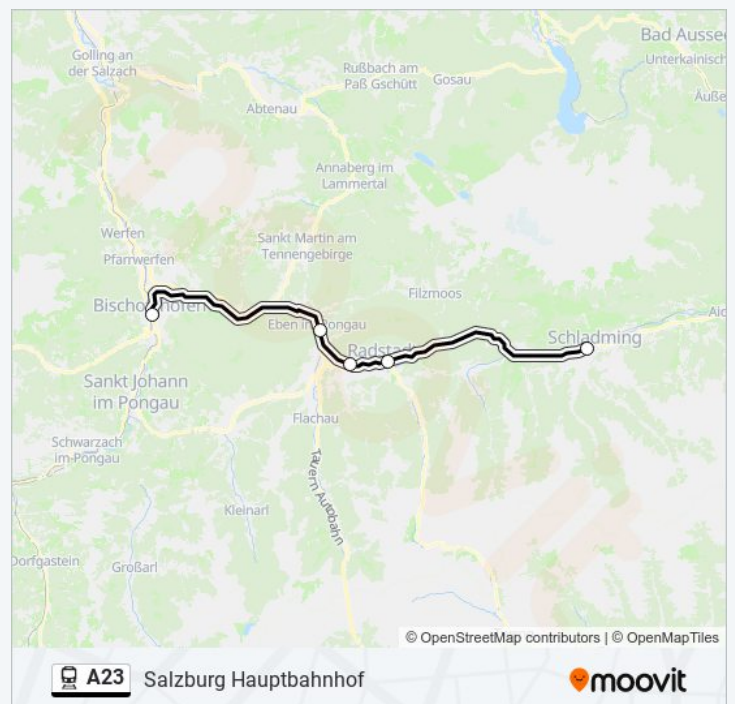 Bad Aussee
Golling an
der Salzach
Unterkainisch
Rußbach am
Paß Gschütt
Gosau
Äuße
Abtenau
Annaberg im
Lammertal
Werfen
Sankt Martin am
Tennengebirge
Pfarrwerfen
Filzmoos
Bischofshofen
Eben im Pongau
Schladming
Radstadt
Sankt Johann
im Pongau
Flachau
Schwarzach
im Pongau
Tauern Autobahn
Kleinarl
Dorfgastein
Großarl
© OpenStreetMap contributors | © OpenMapTiles
A23 Salzburg Hauptbahnhof
moovit